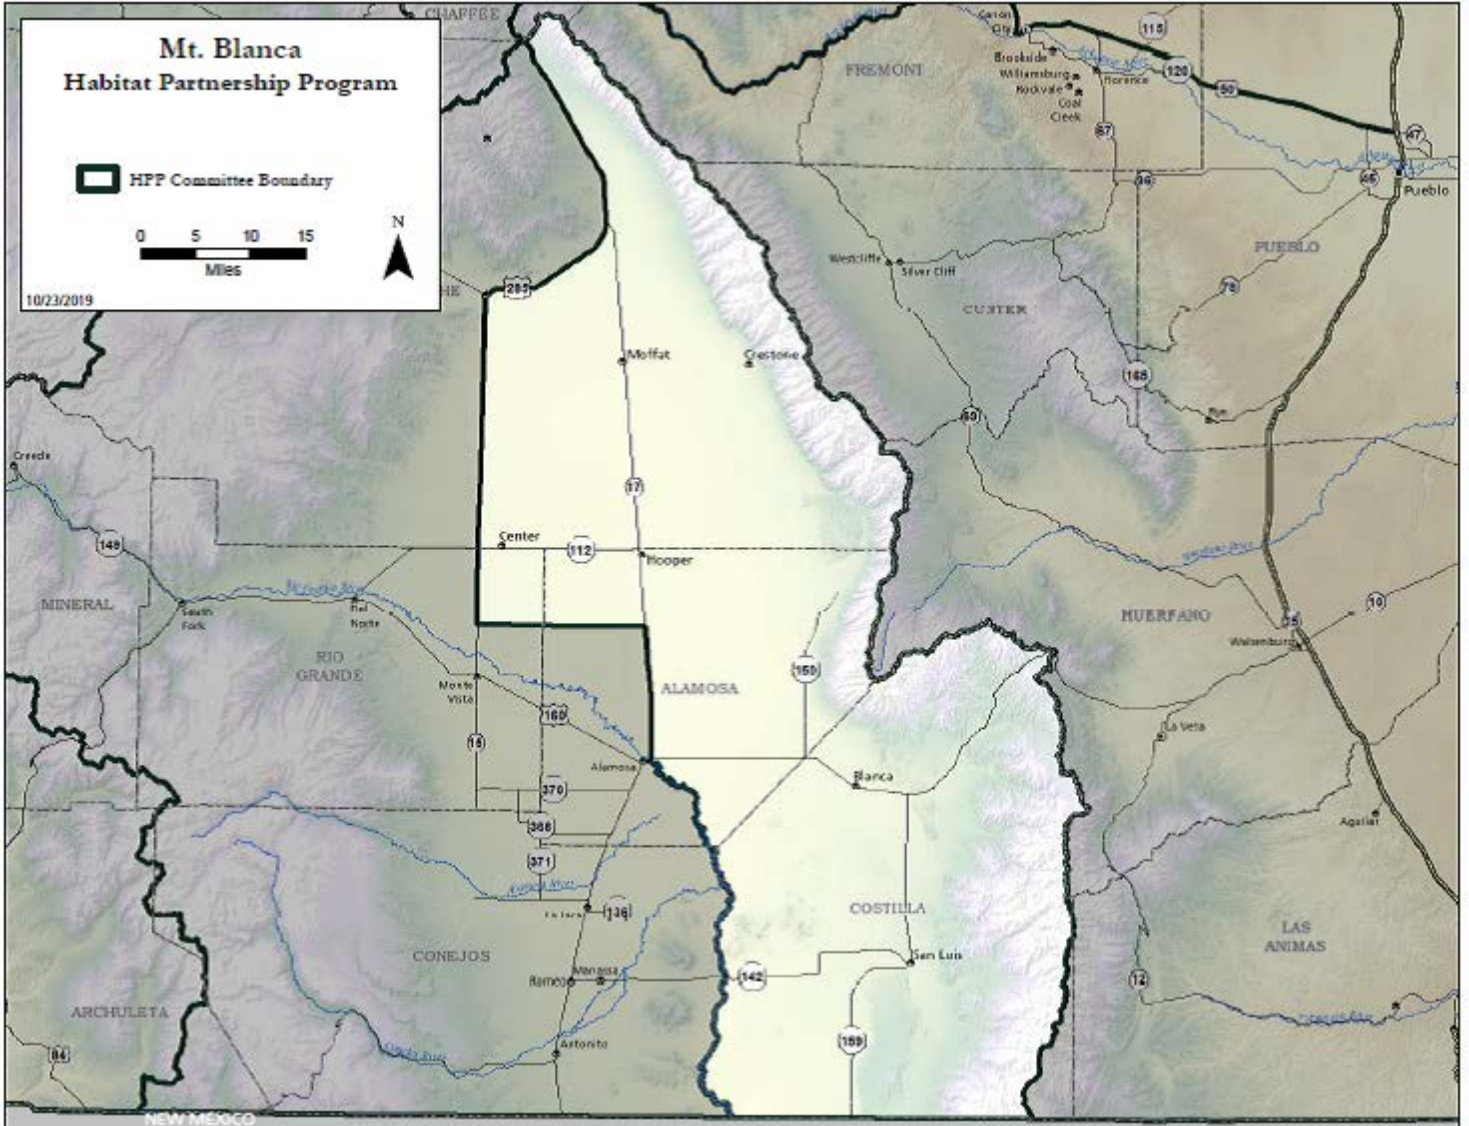 Mt. Blanca
Habitat Partnership Program
HPP Committee Boundary
0 5 10 15
Miles
N
10/23/2019
CHAFFEE
Canon
City
115
Brookside
FREMONT
120
Williamsburg
Florence
Rockvale
50
Coal
Creek
67
47
96
45
Pueblo
PUEBLO
Westcliffe
Silver Cliff
HE
285
78
CUSTER
Moffat
Crestone
165
69
Creede
17
149
Center
112
Hooper
MINERAL
South
Fork
Del
Norte
10
HUERFANO
25
Walsenburg
RIO
GRANDE
150
Monte
Vista
ALAMOSA
160
La Veta
15
Alamosa
Blanca
370
368
Aguilar
371
136
COSTILLA
LAS
ANIMAS
CONEJOS
San Luis
Manassa
Romeo
142
12
ARCHULETA
159
84
Antonito
NEW MEXICO